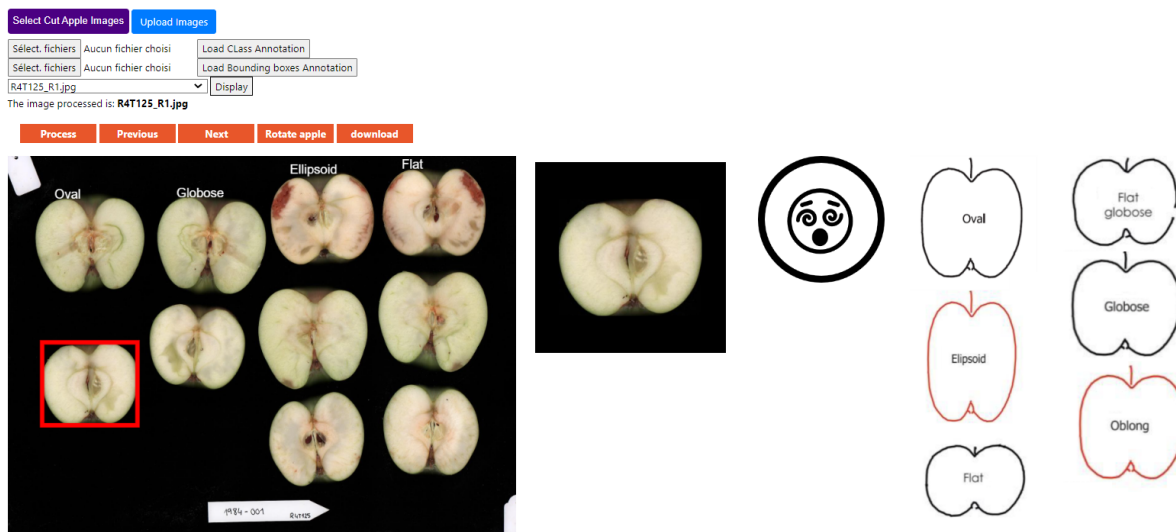 Select Cut Apple Images Upload Images
Sélect. fichiers Aucun fichier choisi Load CLass Annotation
Sélect. fichiers Aucun fichier choisi Load Bounding boxes Annotation
R4T125_R1.jpg Display
The image processed is: R4T125_R1.jpg
Process Previous Next Rotate apple download
Oval Globose Ellipsoid Flat
1984-001 R4T125
Oval
Elipsoid
Flat
Flat
globose
Globose
Oblong